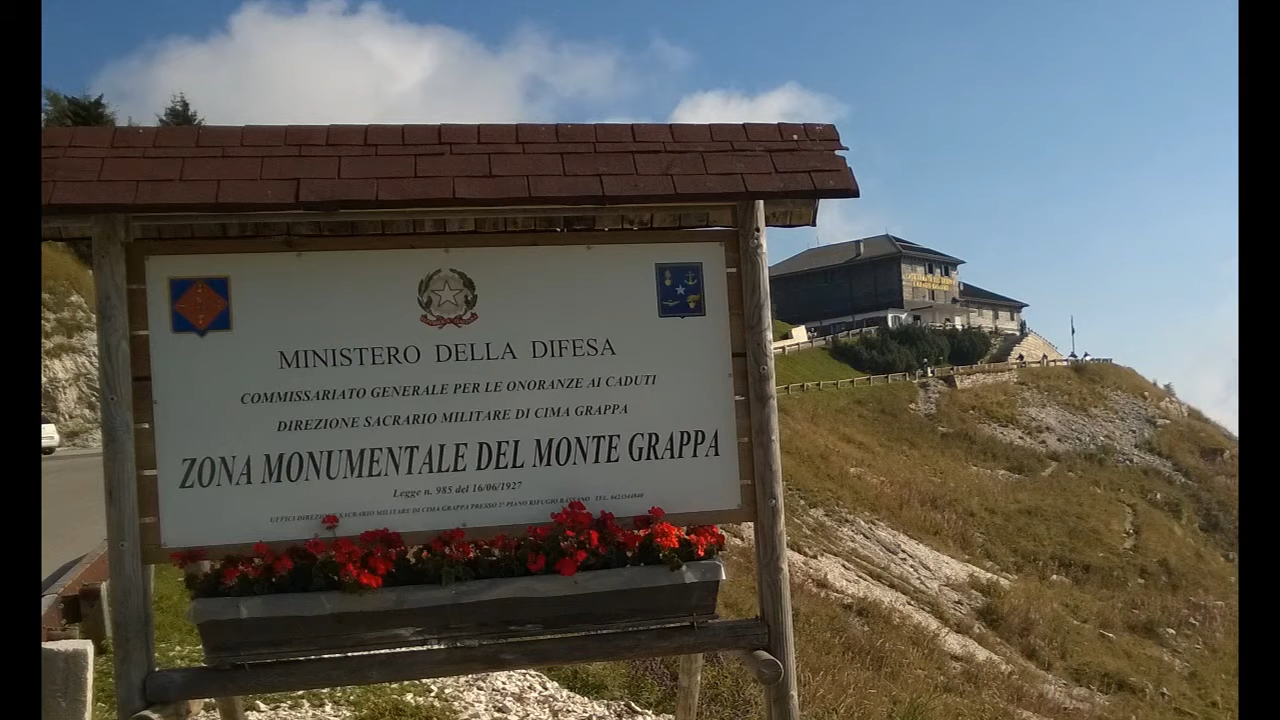 MINISTERO DELLA DIFESA
COMMISSARIATO GENERALE PER LE ONORANZE AI CADUTI
DIREZIONE SACRARIO MILITARE DI CIMA GRAPPA
ZONA MONUMENTALE DEL MONTE GRAPPA
Legge n. 985 del 16/06/1927
UFFICI DIREZIONE SACRARIO MILITARE DI CIMA GRAPPA PRESSO 2° PIANO RIFUGIO BASSANO TEL. 0423544840